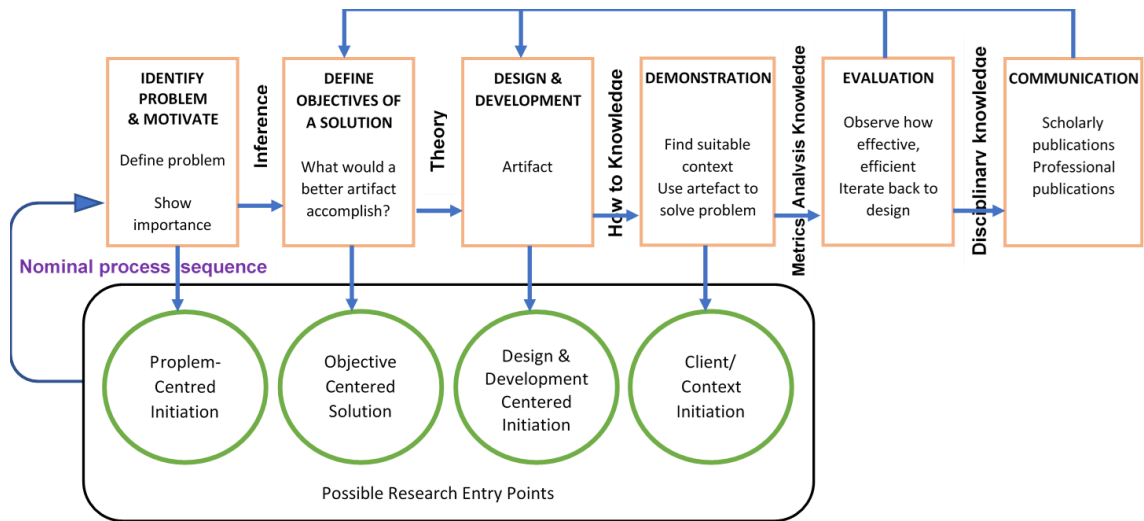 IDENTIFY
PROBLEM
& MOTIVATE
Define problem
Show
importance
Inference
DEFINE
OBJECTIVES OF
A SOLUTION
What would a
better artifact
accomplish?
Theory
DESIGN &
DEVELOPMENT
Artifact
How to Knowledge
DEMONSTRATION
Find suitable
context
Use artefact to
solve problem
Metrics Analysis Knowledge
EVALUATION
Observe how
effective,
efficient
Iterate back to
design
Disciplinary knowledge
COMMUNICATION
Scholarly
publications
Professional
publications
Nominal process sequence
Proplem-
Centred
Initiation
Objective
Centered
Solution
Design &
Development
Centered
Initiation
Client/
Context
Initiation
Possible Research Entry Points